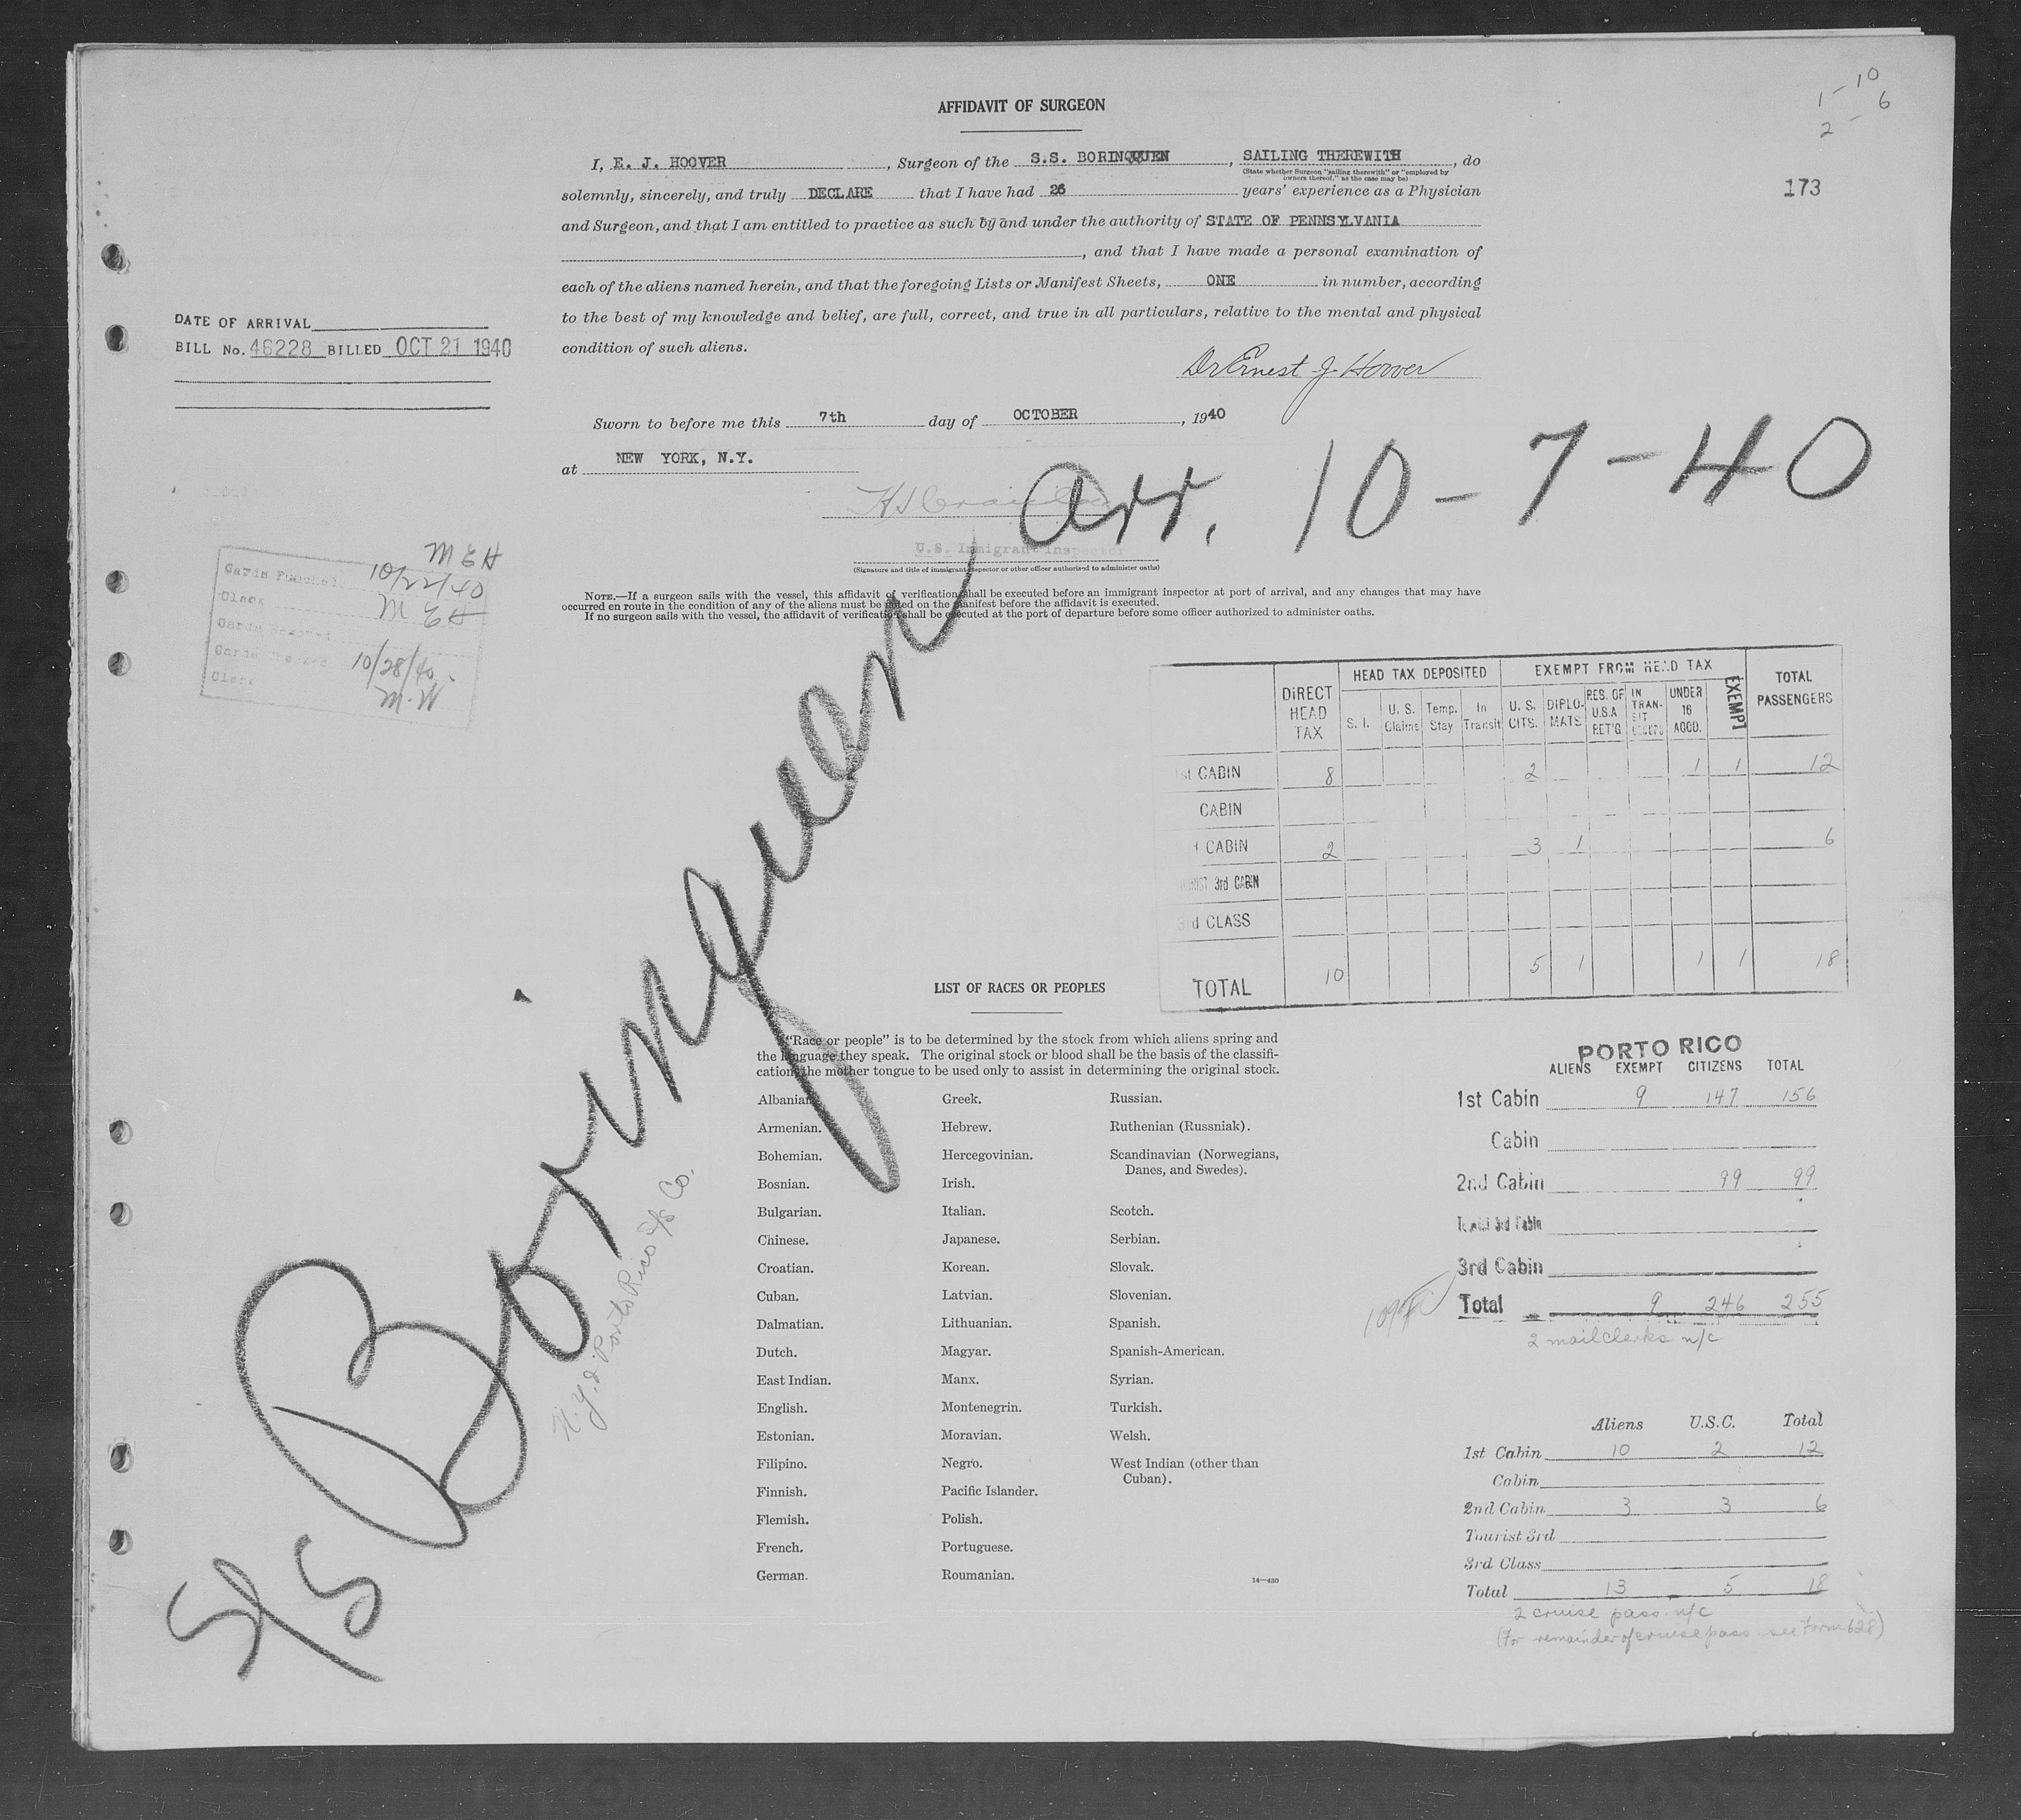 1 - 10
2 - 6
173
AFFIDAVIT OF SURGEON
I, E. J. HOOVER, Surgeon of the S.S. BORINQUEN, SAILING THEREWITH, do
(State whether Surgeon "sailing therewith" or "employed by
owners thereof," as the case may be)
solemnly, sincerely, and truly DECLARE that I have had 26 years' experience as a Physician
and Surgeon, and that I am entitled to practice as such by and under the authority of STATE OF PENNSYLVANIA
, and that I have made a personal examination of
each of the aliens named herein, and that the foregoing Lists or Manifest Sheets, ONE in number, according
to the best of my knowledge and belief, are full, correct, and true in all particulars, relative to the mental and physical
condition of such aliens.
Dr Ernest J. Hoover
DATE OF ARRIVAL
BILL No. 46228 BILLED OCT 21 1940
Sworn to before me this 7th day of OCTOBER, 1940
at NEW YORK, N.Y.
arr. 10-7-40
U.S. Immigrant Inspector
(Signature and title of immigrant inspector or other officer authorized to administer oaths)
NOTE.—If a surgeon sails with the vessel, this affidavit of verification shall be executed before an immigrant inspector at port of arrival, and any changes that may have
occurred en route in the condition of any of the aliens must be noted on the manifest before the affidavit is executed.
If no surgeon sails with the vessel, the affidavit of verification shall be executed at the port of departure before some officer authorized to administer oaths.
MEH
Cards Punched 10/22/40
Clerk MEH
Cards
Cards 10/28/40
Clerk M.W
S/S Borinquen
N.Y. & Porto Rico S/S Co.
DIRECT HEAD TAX
HEAD TAX DEPOSITED
EXEMPT FROM HEAD TAX
TOTAL PASSENGERS
S. I. U. S. Claims Temp. Stay In Transit U. S. CITS. DIPLO-MATS RES. OF U.S.A RET'G IN TRAN-SIT UNDER 16 ACCD. EXEMPT
1st CABIN 8 2 1 1 12
CABIN
CABIN 2 3 1 6
3rd CABIN
3rd CLASS
TOTAL 10 5 1 1 1 18
LIST OF RACES OR PEOPLES
"Race or people" is to be determined by the stock from which aliens spring and
the language they speak. The original stock or blood shall be the basis of the classifi-
cation, the mother tongue to be used only to assist in determining the original stock.
Albanian.
Armenian.
Bohemian.
Bosnian.
Bulgarian.
Chinese.
Croatian.
Cuban.
Dalmatian.
Dutch.
East Indian.
English.
Estonian.
Filipino.
Finnish.
Flemish.
French.
German.
Greek.
Hebrew.
Hercegovinian.
Irish.
Italian.
Japanese.
Korean.
Latvian.
Lithuanian.
Magyar.
Manx.
Montenegrin.
Moravian.
Negro.
Pacific Islander.
Polish.
Portuguese.
Roumanian.
Russian.
Ruthenian (Russniak).
Scandinavian (Norwegians,
Danes, and Swedes).
Scotch.
Serbian.
Slovak.
Slovenian.
Spanish.
Spanish-American.
Syrian.
Turkish.
Welsh.
West Indian (other than
Cuban).
14—430
PORTO RICO
ALIENS EXEMPT CITIZENS TOTAL
1st Cabin 9 147 156
Cabin
2nd Cabin 99 99
Tourist 3rd Cabin
3rd Cabin
Total 9 246 255
2 mail clerks n/c
Aliens U.S.C. Total
1st Cabin 10 2 12
Cabin
2nd Cabin 3 3 6
Tourist 3rd
3rd Class
Total 13 5 18
2 cruise pass. n/c
(For remainder of cruise pass. see Form 628)